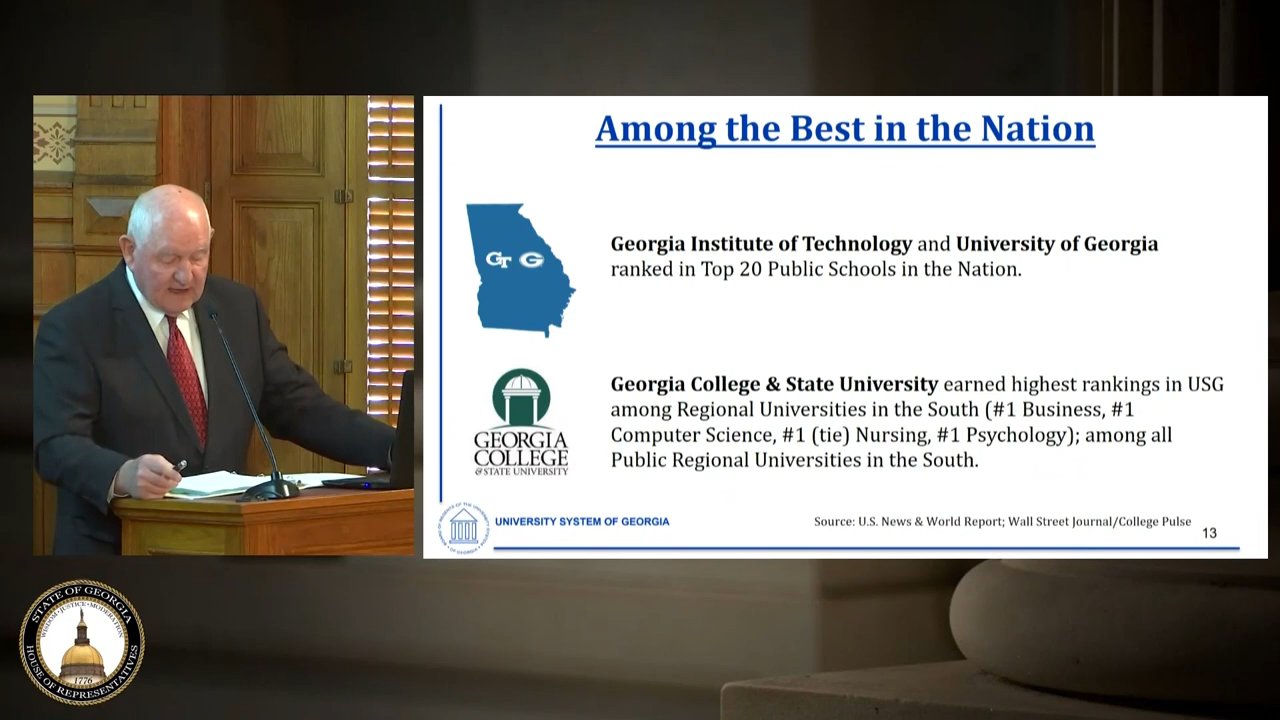 Among the Best in the Nation
GT G
Georgia Institute of Technology and University of Georgia
ranked in Top 20 Public Schools in the Nation.
GEORGIA
COLLEGE
& STATE UNIVERSITY
Georgia College & State University earned highest rankings in USG
among Regional Universities in the South (#1 Business, #1
Computer Science, #1 (tie) Nursing, #1 Psychology); among all
Public Regional Universities in the South.
UNIVERSITY SYSTEM OF GEORGIA
Source: U.S. News & World Report; Wall Street Journal/College Pulse
13
STATE OF GEORGIA
WISDOM • JUSTICE • MODERATION
1776
HOUSE OF REPRESENTATIVES